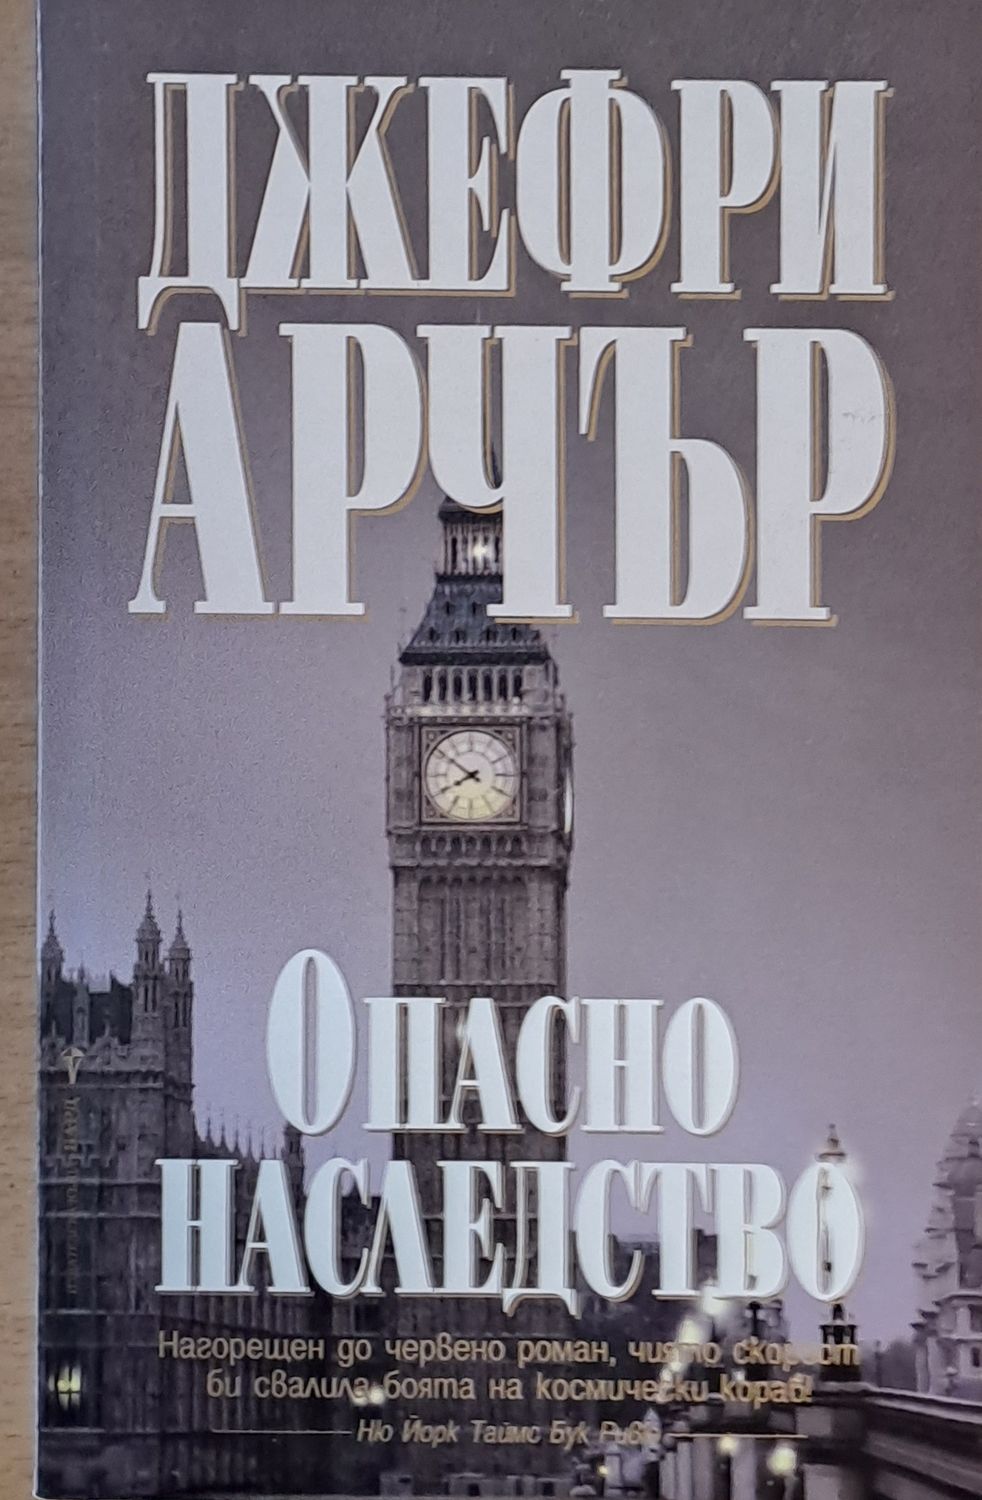 ДЖЕФРИ
АРЧЪР
ОПАСНО
НАСЛЕДСТВО
Нагорещен до червено роман, чиято скорост
би свалила боята на космически кораб!
Ню Йорк Таймс Бук Ривю